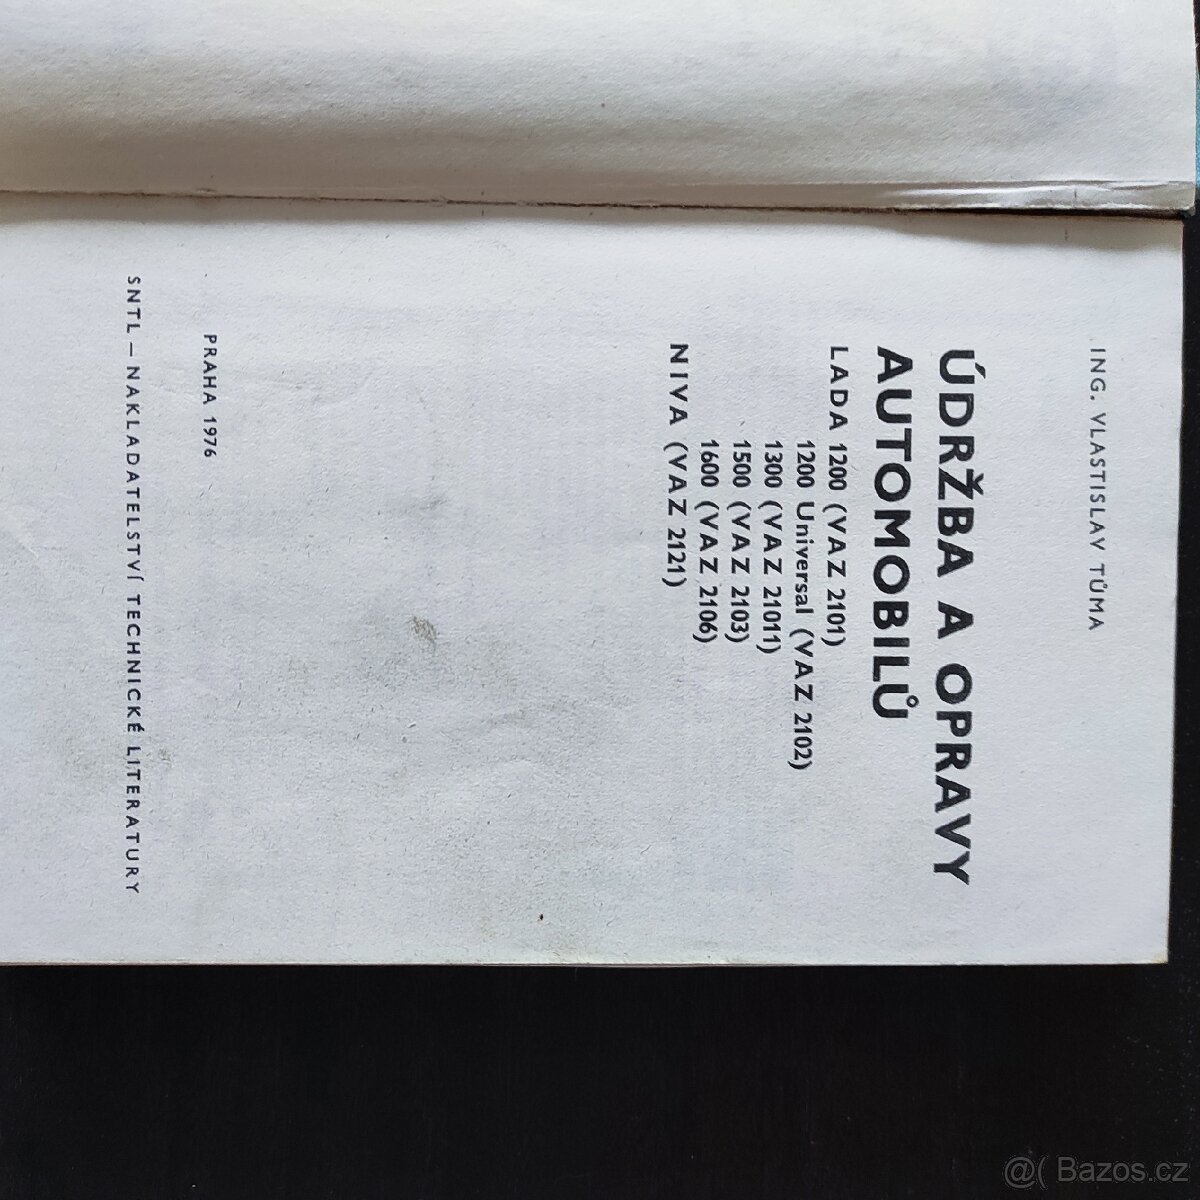 ING. VLASTISLAV TŮMA
ÚDRŽBA A OPRAVY
AUTOMOBILŮ
LADA 1200 (VAZ 2101)
1200 Universal (VAZ 2102)
1300 (VAZ 21011)
1500 (VAZ 2103)
1600 (VAZ 2106)
NIVA (VAZ 2121)
PRAHA 1976
SNTL — NAKLADATELSTVÍ TECHNICKÉ LITERATURY
@( Bazos.cz